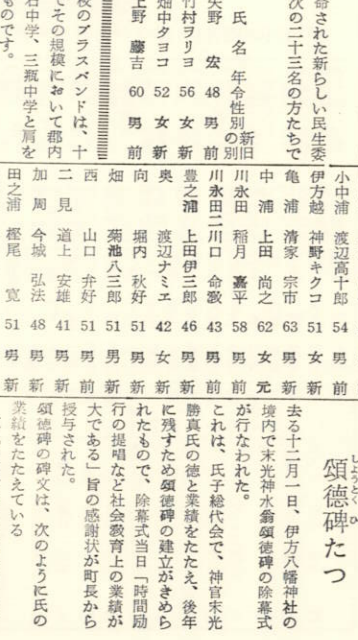 命された新らしい民生委
次の二十三名の方たちで
氏 名 年令 性別 新旧の別
矢野 宏 48 男 前
竹村ヲリヨ 56 女 新
畑中タヨコ 52 女 新
上野 藤吉 60 男 前
校のブラスバンドは、十
てその規模において郡内
石中学、三瓶中学と肩を
ものです。
小中浦 渡辺高十郎 54 男 前
伊方越 神野キクコ 51 女 前
亀浦 清家 宗市 63 男 新
中浦 上田 尚之 62 女 元
川永田 稲月 嘉平 58 男 前
川永田二 川口 43 男 前
豊之浦 上田伊三郎 46 男 新
奥 渡辺ナミエ 42 女 新
向 堀内 秋好 51 男 新
畑 菊池八三郎 51 男 新
西 山口 弁好 51 男 前
二見 道上 安雄 41 男 新
加周 今城 弘法 48 男 新
田之浦 樫尾 寛 51 男 新
頌徳碑たつ
しょうとくひ
去る十二月一日、伊方八幡神社の
境内で末光神水翁頌徳碑の除幕式
が行なわれた。
これは、氏子総代会で、神官末光
勝真氏の徳と業績をたたえ、後年
に残すため頌徳碑の建立がきめら
れたもので、除幕式当日「時間励
行の提唱など社会教育上の業績が
大である」旨の感謝状が町長から
授与された。
頌徳碑の碑文は、次のように氏の
業績をたたえている